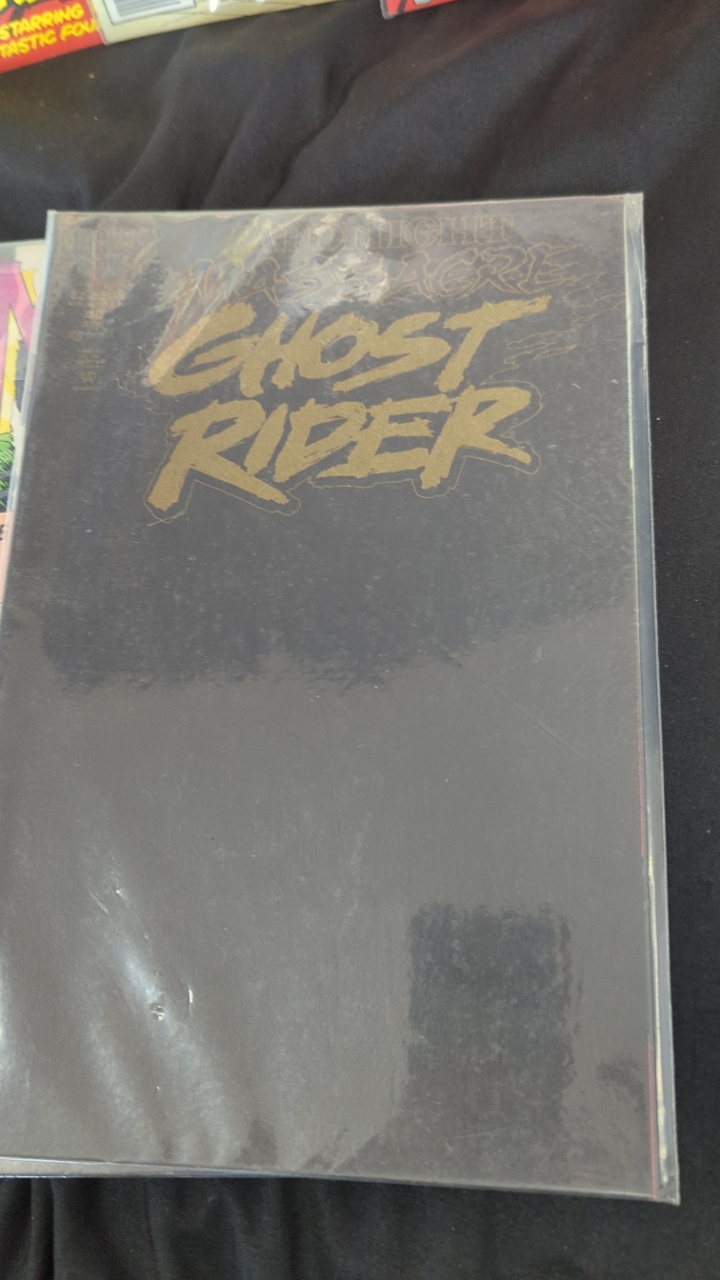 STARRING
TASTIC FOU
MIDNIGHT
MASSACRE
GHOST
RIDER